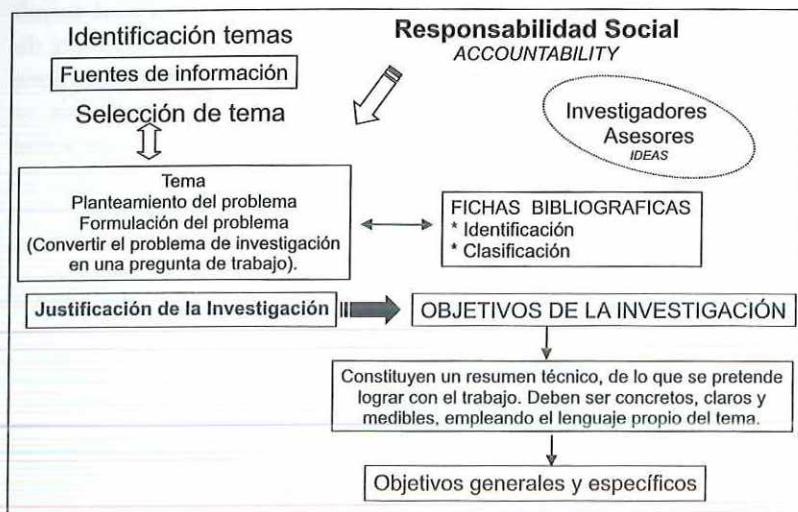 Identificación temas
Fuentes de información
Selección de tema
Responsabilidad Social
ACCOUNTABILITY
Investigadores
Asesores
IDEAS
Tema
Planteamiento del problema
Formulación del problema
(Convertir el problema de investigación
en una pregunta de trabajo).
FICHAS BIBLIOGRAFICAS
* Identificación
* Clasificación
Justificación de la Investigación
OBJETIVOS DE LA INVESTIGACIÓN
Constituyen un resumen técnico, de lo que se pretende
lograr con el trabajo. Deben ser concretos, claros y
medibles, empleando el lenguaje propio del tema.
Objetivos generales y específicos